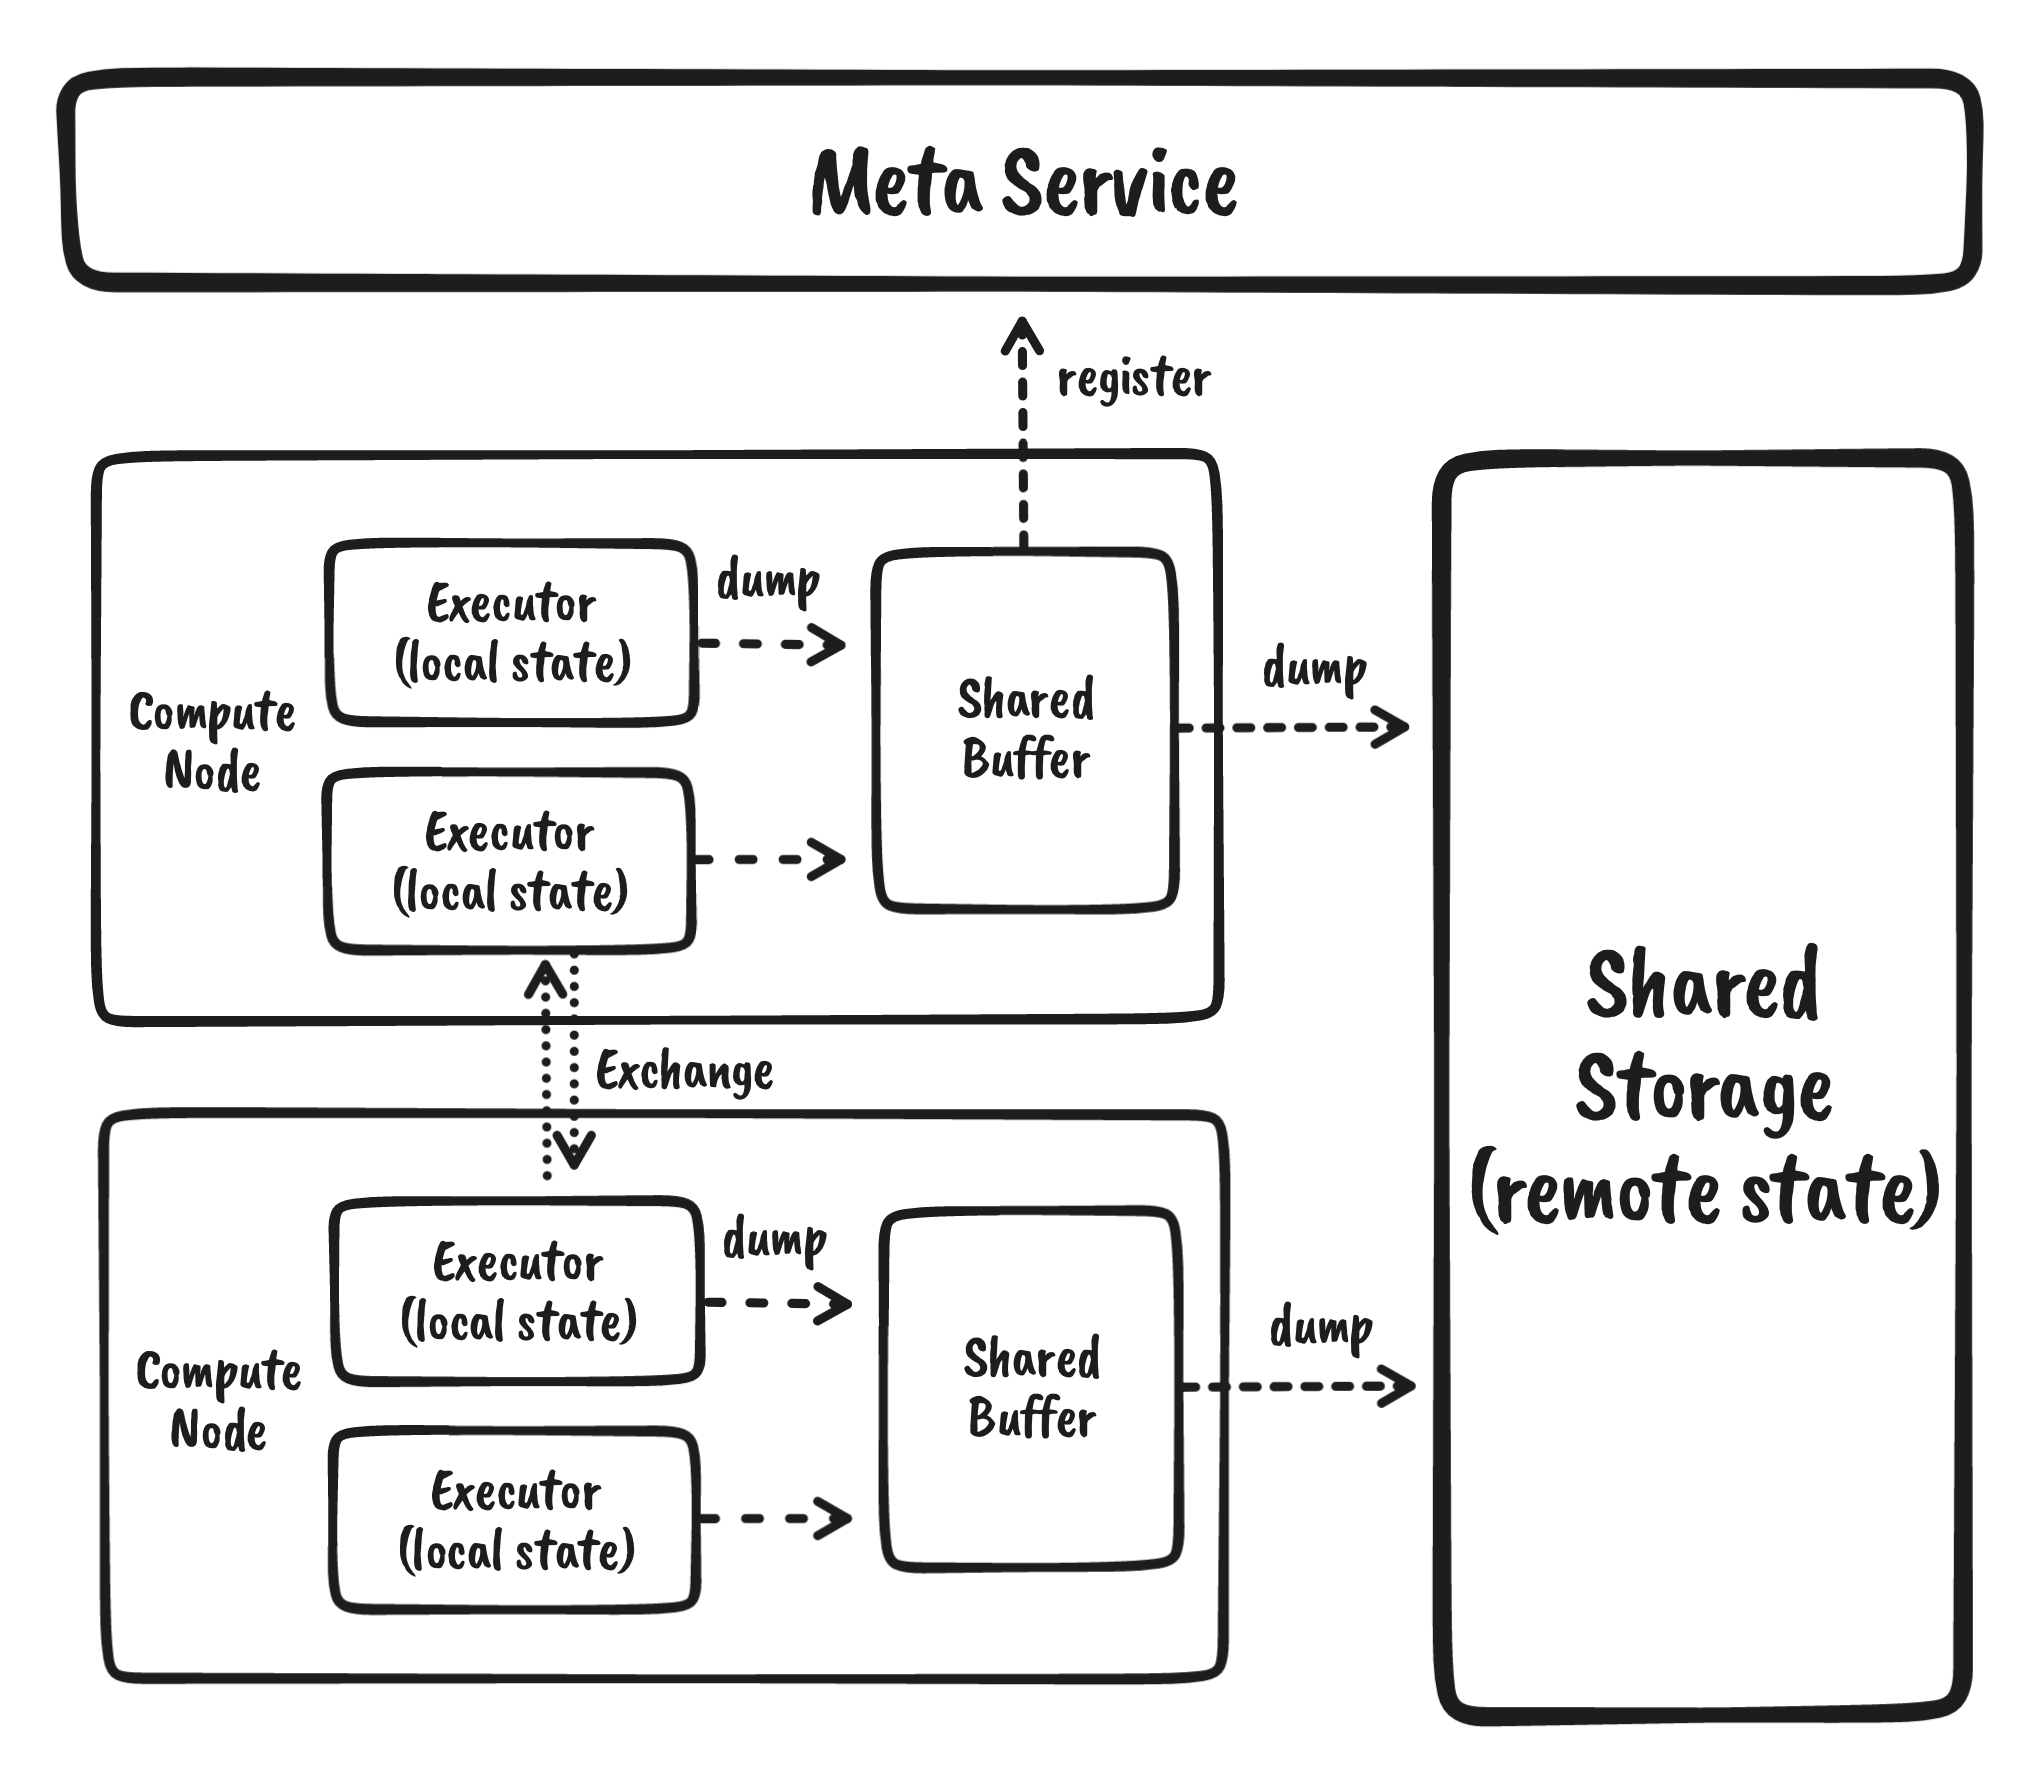 Meta Service
register
Executor
(local state)
dump
Compute
Node
Executor
(local state)
Shared
Buffer
dump
Exchange
Executor
(local state)
dump
Compute
Node
Executor
(local state)
Shared
Buffer
dump
Shared
Storage
(remote state)